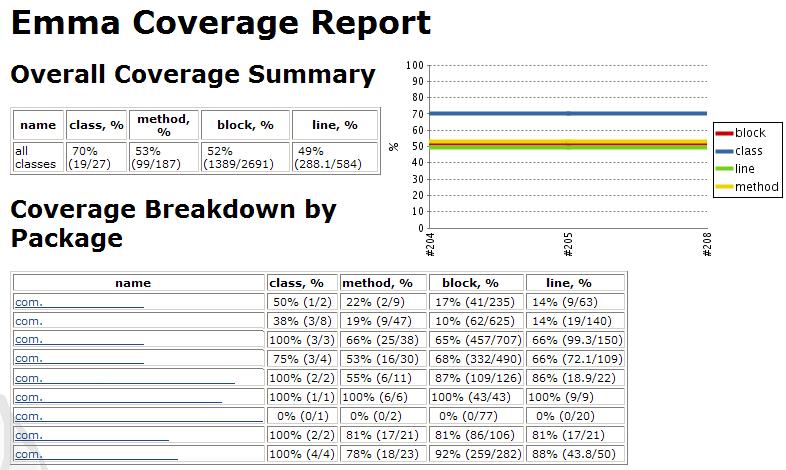 Emma Coverage Report
Overall Coverage Summary
name class, % method, % block, % line, %
all classes 70% (19/27) 53% (99/187) 52% (1389/2691) 49% (288.1/584)
100
90
80
70
60
50
40
30
20
10
0
%
#204 #205 #208
block
class
line
method
Coverage Breakdown by
Package
name class, % method, % block, % line, %
com. 50% (1/2) 22% (2/9) 17% (41/235) 14% (9/63)
com. 38% (3/8) 19% (9/47) 10% (62/625) 14% (19/140)
com. 100% (3/3) 66% (25/38) 65% (457/707) 66% (99.3/150)
com. 75% (3/4) 53% (16/30) 68% (332/490) 66% (72.1/109)
com. 100% (2/2) 55% (6/11) 87% (109/126) 86% (18.9/22)
com. 100% (1/1) 100% (6/6) 100% (43/43) 100% (9/9)
com. 0% (0/1) 0% (0/2) 0% (0/77) 0% (0/20)
com. 100% (2/2) 81% (17/21) 81% (86/106) 81% (17/21)
com. 100% (4/4) 78% (18/23) 92% (259/282) 88% (43.8/50)